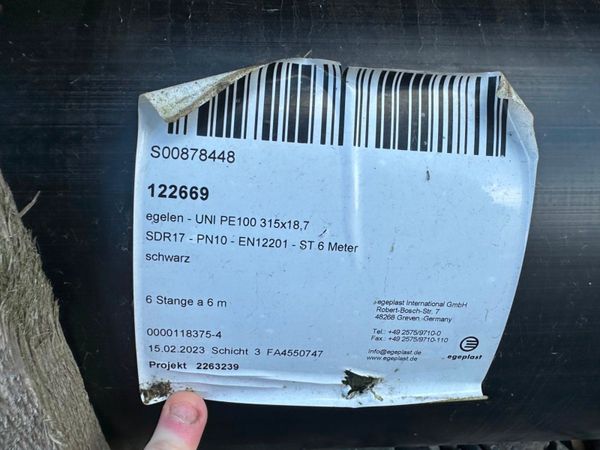 S00878448
122669
egelen - UNI PE100 315x18,7
SDR17 - PN10 - EN12201 - ST 6 Meter
schwarz
6 Stange a 6 m
0000118375-4
15.02.2023 Schicht 3 FA4550747
Projekt 2263239
egeplast International GmbH
Robert-Bosch-Str. 7
48268 Greven.-Germany
Tel.: +49 2575/9710-0
Fax.: +49 2575/9710-110
info@egeplast.de
www.egeplast.de
egeplast